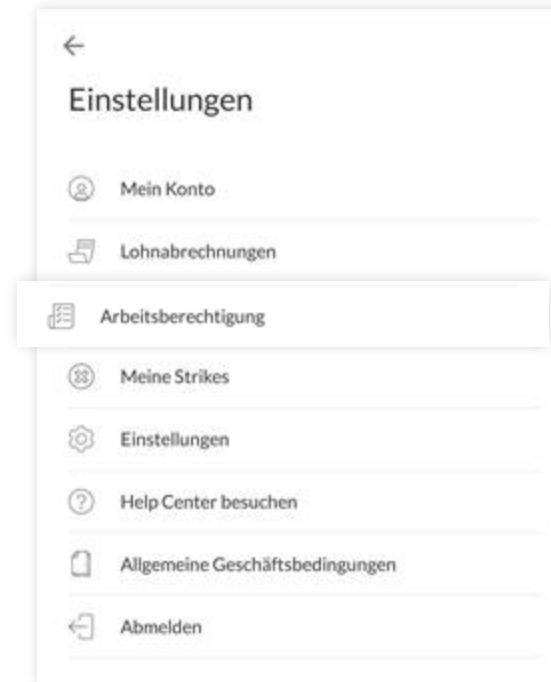 Einstellungen
Mein Konto
Lohnabrechnungen
Arbeitsberechtigung
Meine Strikes
Einstellungen
Help Center besuchen
Allgemeine Geschäftsbedingungen
Abmelden